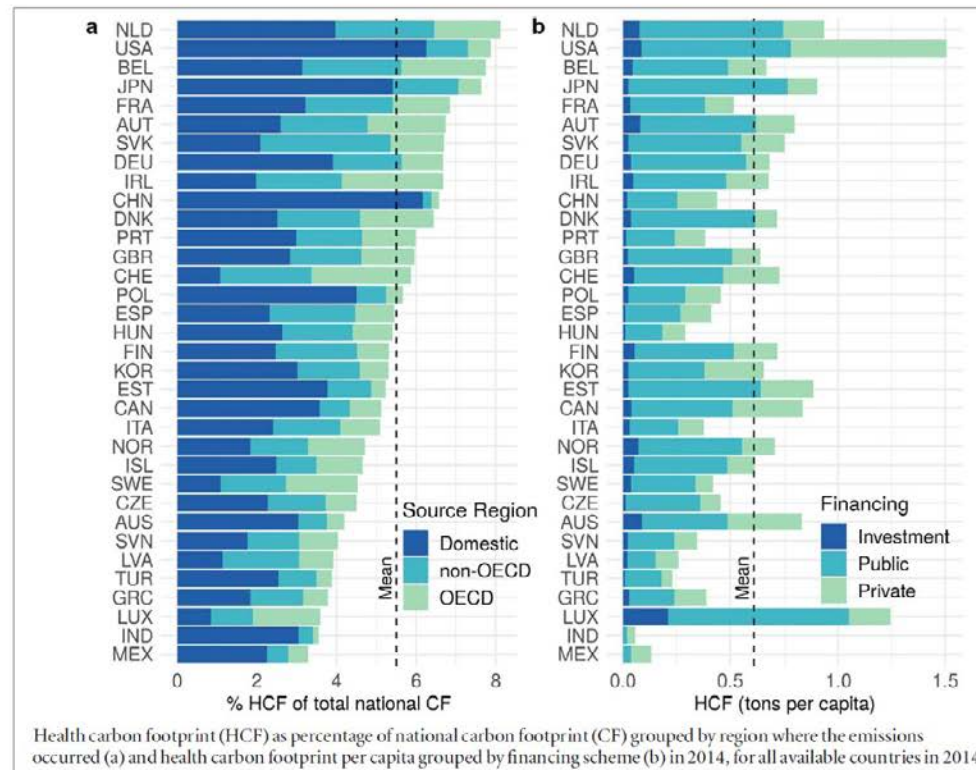 a
b
NLD
USA
BEL
JPN
FRA
AUT
SVK
DEU
IRL
CHN
DNK
PRT
GBR
CHE
POL
ESP
HUN
FIN
KOR
EST
CAN
ITA
NOR
ISL
SWE
CZE
AUS
SVN
LVA
TUR
GRC
LUX
IND
MEX
Source Region
Domestic
non-OECD
OECD
Mean
0 2 4 6 8
% HCF of total national CF
NLD
USA
BEL
JPN
FRA
AUT
SVK
DEU
IRL
CHN
DNK
PRT
GBR
CHE
POL
ESP
HUN
FIN
KOR
EST
CAN
ITA
NOR
ISL
SWE
CZE
AUS
SVN
LVA
TUR
GRC
LUX
IND
MEX
Financing
Investment
Public
Private
Mean
0.0 0.5 1.0 1.5
HCF (tons per capita)
Health carbon footprint (HCF) as percentage of national carbon footprint (CF) grouped by region where the emissions
occurred (a) and health carbon footprint per capita grouped by financing scheme (b) in 2014, for all available countries in 2014